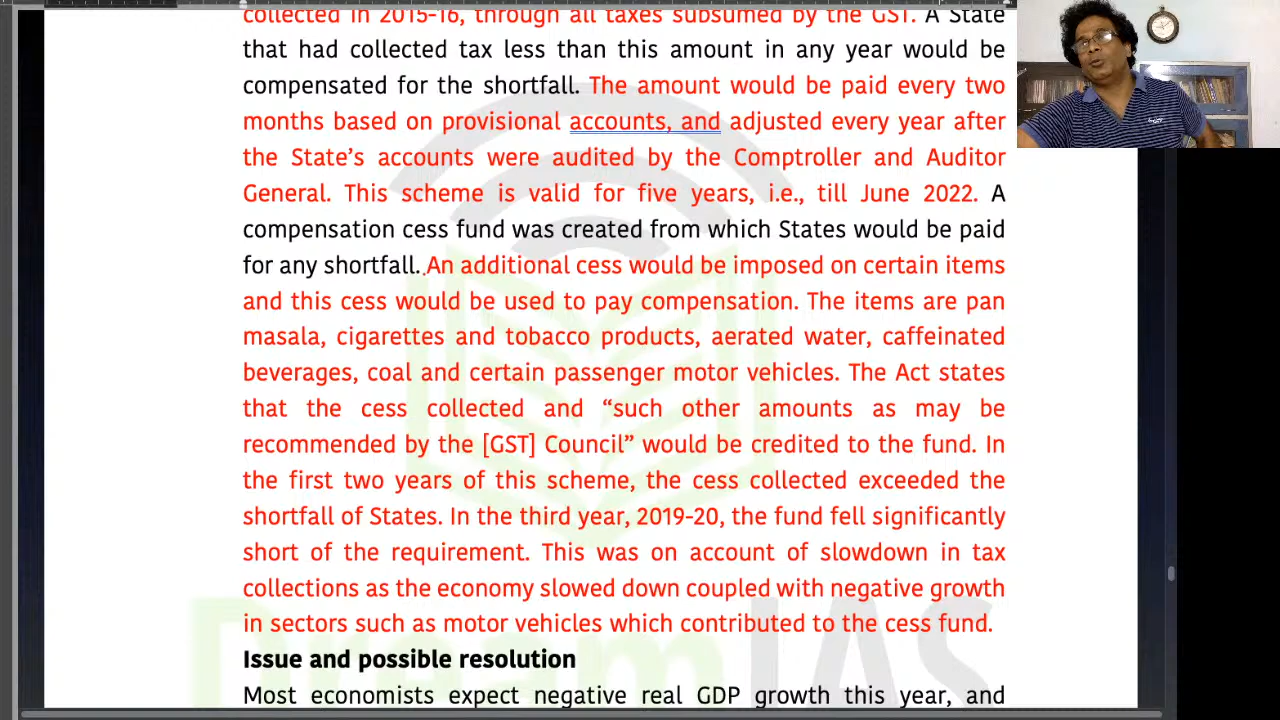 collected in 2015-16, through all taxes subsumed by the GST. A State
that had collected tax less than this amount in any year would be
compensated for the shortfall. The amount would be paid every two
months based on provisional accounts, and adjusted every year after
the State's accounts were audited by the Comptroller and Auditor
General. This scheme is valid for five years, i.e., till June 2022. A
compensation cess fund was created from which States would be paid
for any shortfall. An additional cess would be imposed on certain items
and this cess would be used to pay compensation. The items are pan
masala, cigarettes and tobacco products, aerated water, caffeinated
beverages, coal and certain passenger motor vehicles. The Act states
that the cess collected and “such other amounts as may be
recommended by the [GST] Council” would be credited to the fund. In
the first two years of this scheme, the cess collected exceeded the
shortfall of States. In the third year, 2019-20, the fund fell significantly
short of the requirement. This was on account of slowdown in tax
collections as the economy slowed down coupled with negative growth
in sectors such as motor vehicles which contributed to the cess fund.
Issue and possible resolution
Most economists expect negative real GDP growth this year, and
DreamIAS